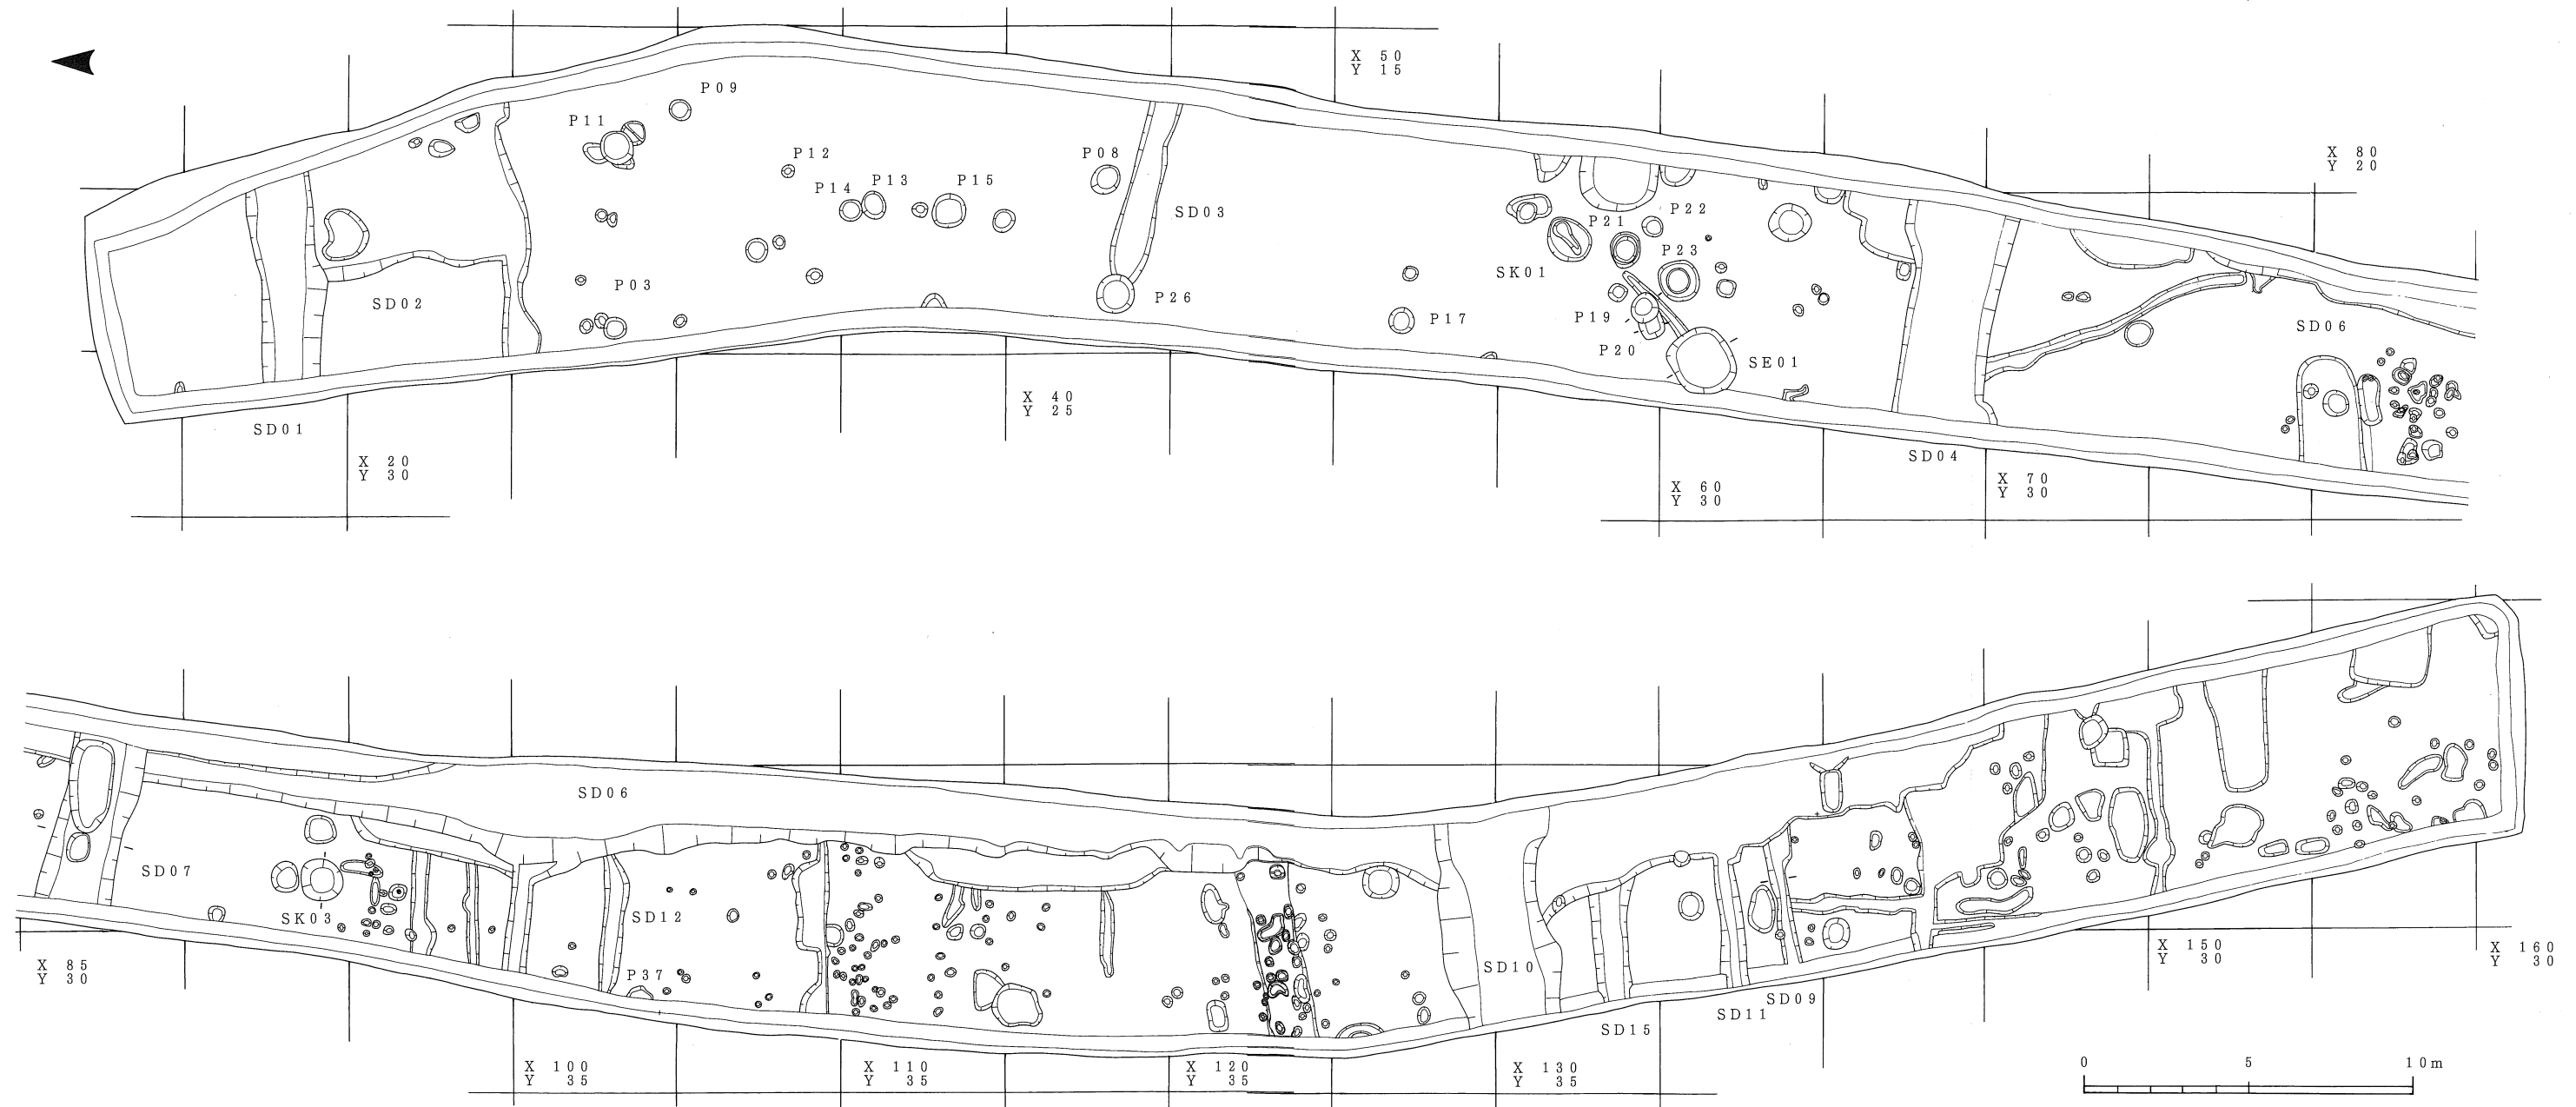 X 50
Y 15
P09
P11
P12
P08
X 80
Y 20
P14
P13
P15
SD03
P21
P22
P23
SK01
P03
SD02
P26
P17
P19
P20
SE01
SD06
X 40
Y 25
SD01
SD04
X 20
Y 30
X 60
Y 30
X 70
Y 30
SD06
SD07
SK03
SD12
P37
X 85
Y 30
SD10
X 150
Y 30
X 160
Y 30
SD09
SD11
SD15
X 100
Y 35
X 110
Y 35
X 120
Y 35
X 130
Y 35
0 5 10m